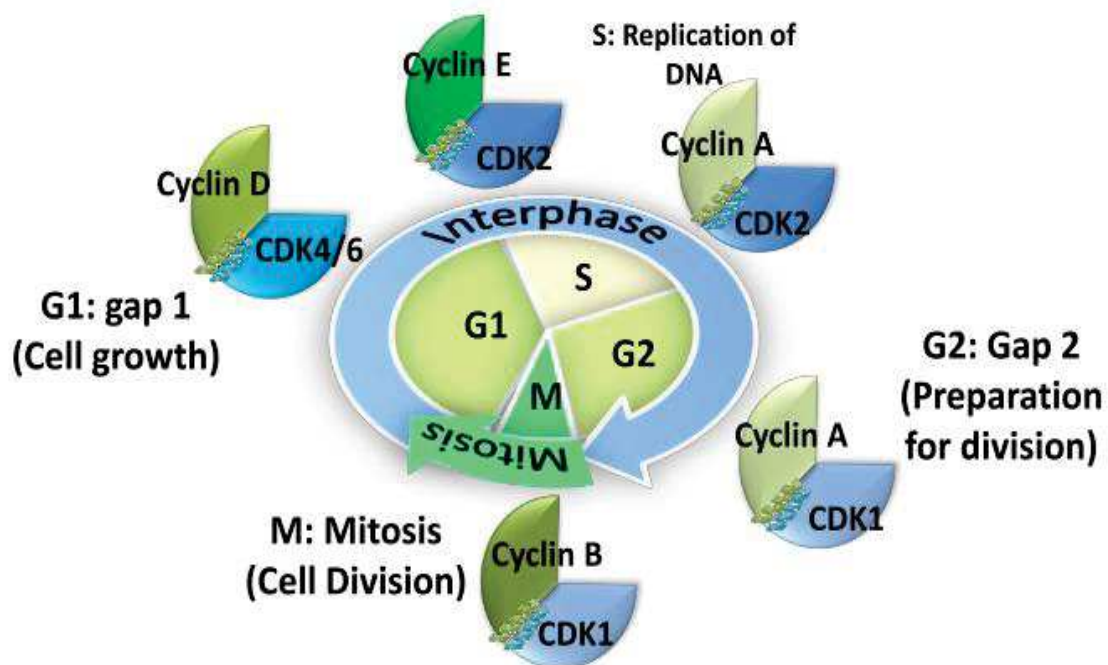 Cyclin E
CDK2
S: Replication of
DNA
Cyclin A
CDK2
Cyclin D
CDK4/6
G1: gap 1
(Cell growth)
Interphase
S
G1
G2
M
Mitosis
G2: Gap 2
(Preparation
for division)
Cyclin A
CDK1
M: Mitosis
(Cell Division)
Cyclin B
CDK1